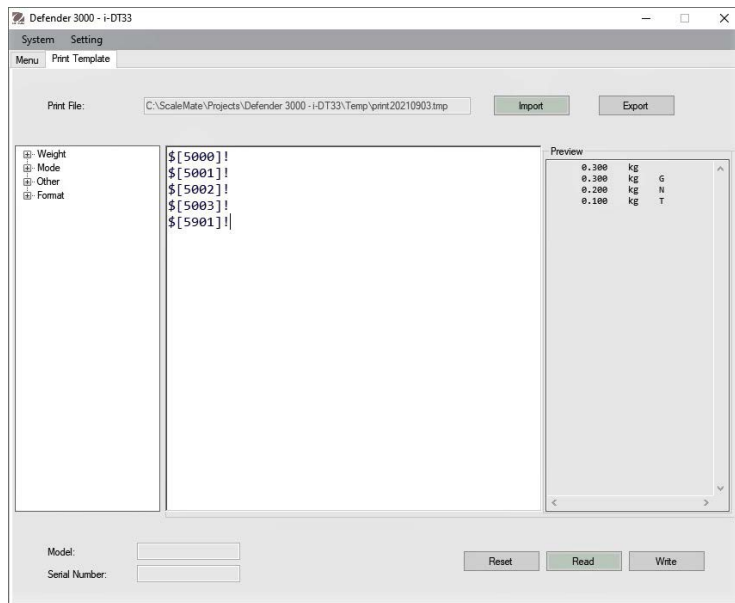 Defender 3000 - i-DT33
System Setting
Menu Print Template
Print File: C:\ScaleMate\Projects\Defender 3000 - i-DT33\Temp\print20210903.tmp Import Export
Weight
Mode
Other
Format
$[5000]!
$[5001]!
$[5002]!
$[5003]!
$[5901]!
Preview
0.300 kg
0.300 kg G
0.200 kg N
0.100 kg T
Model:
Serial Number:
Reset Read Write